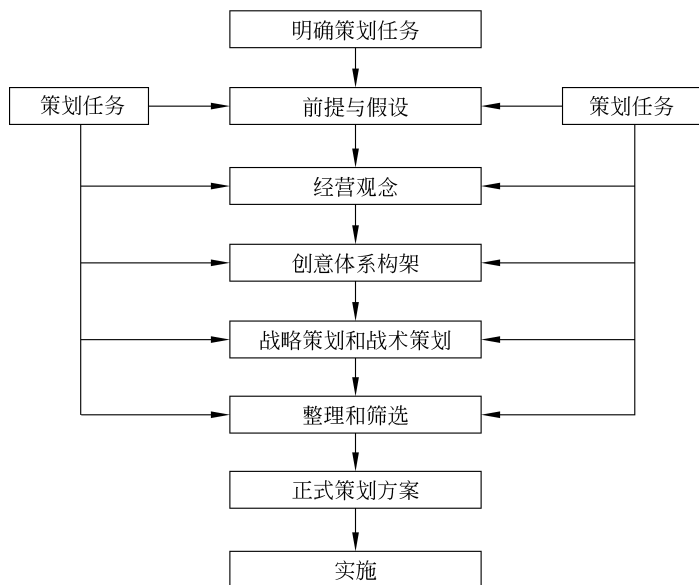 明确策划任务
策划任务
前提与假设
策划任务
经营观念
创意体系构架
战略策划和战术策划
整理和筛选
正式策划方案
实施